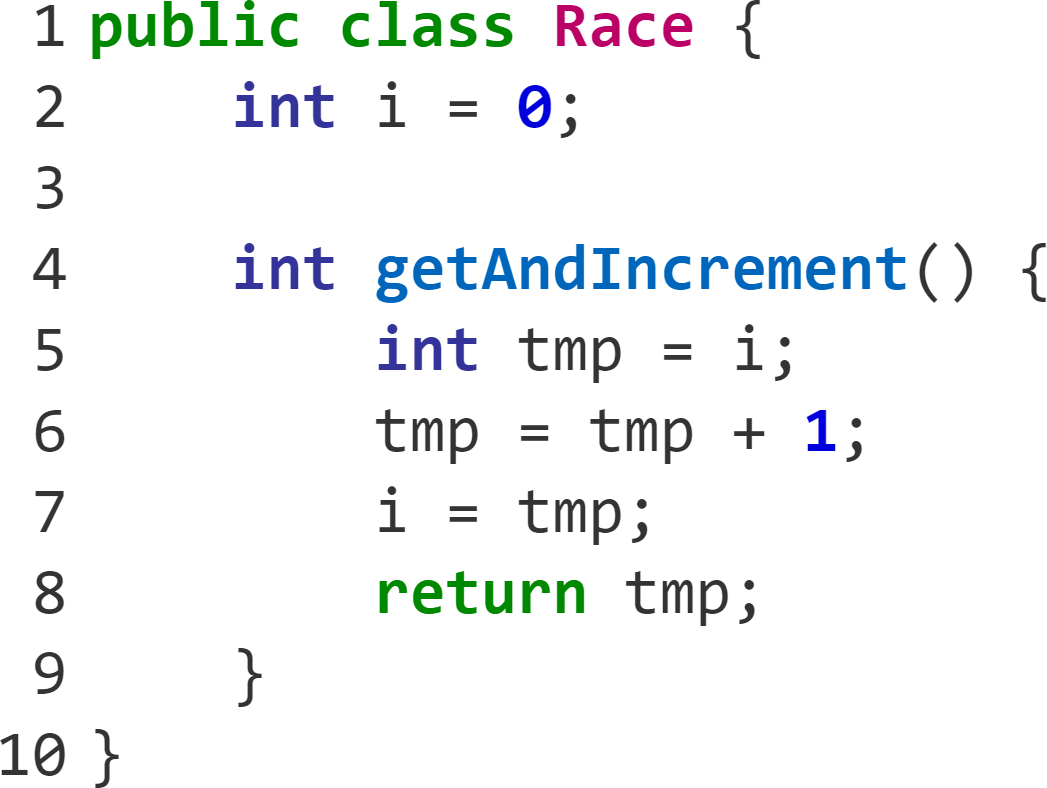 1 public class Race {
2     int i = 0;
3
4     int getAndIncrement() {
5         int tmp = i;
6         tmp = tmp + 1;
7         i = tmp;
8         return tmp;
9     }
10 }